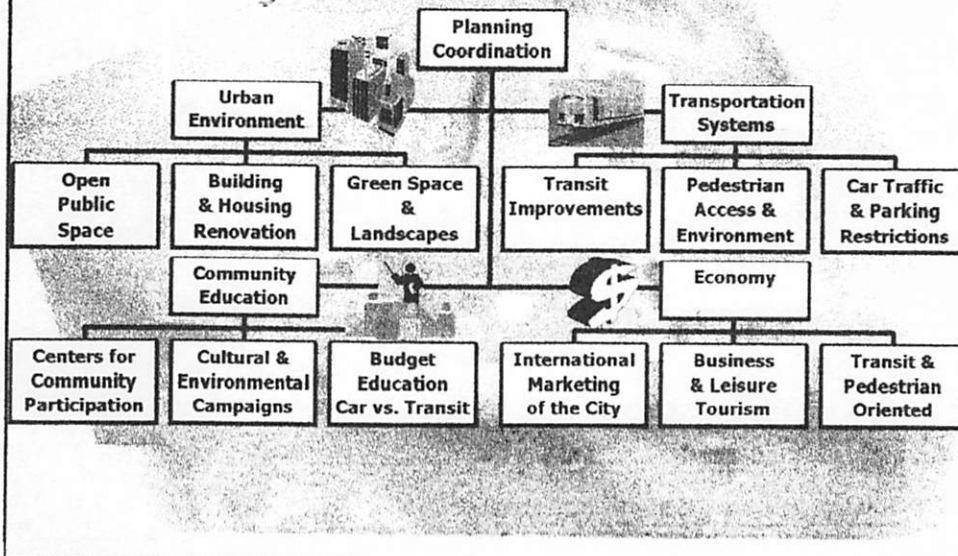 Planning
Coordination
Urban
Environment
Transportation
Systems
Open
Public
Space
Building
& Housing
Renovation
Green Space
&
Landscapes
Transit
Improvements
Pedestrian
Access &
Environment
Car Traffic
& Parking
Restrictions
Community
Education
Economy
Centers for
Community
Participation
Cultural &
Environmental
Campaigns
Budget
Education
Car vs. Transit
International
Marketing
of the City
Business
& Leisure
Tourism
Transit &
Pedestrian
Oriented